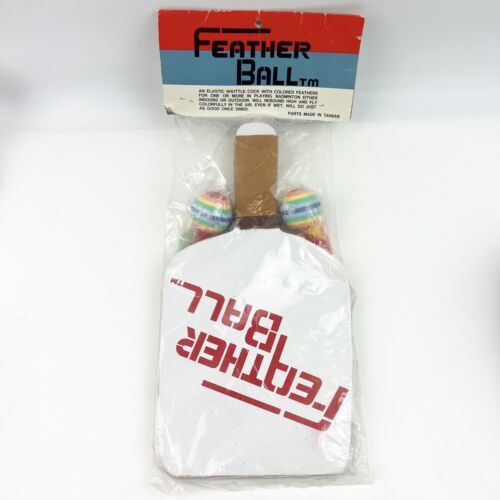 FEATHER
BALL TM
AN ELASTIC SHUTTLE COCK WITH COLORED FEATHERS
FOR ONE OR MORE IN PLAYING BADMINTON EITHER
INDOORS OR OUTDOOR. WILL REBOUND HIGH AND FLY
COLORFULLY IN THE AIR. EVEN IF WET, WILL DO JUST
AS GOOD ONCE DRIED.
PARTS MADE IN TAIWAN
FEATHER
BALL TM